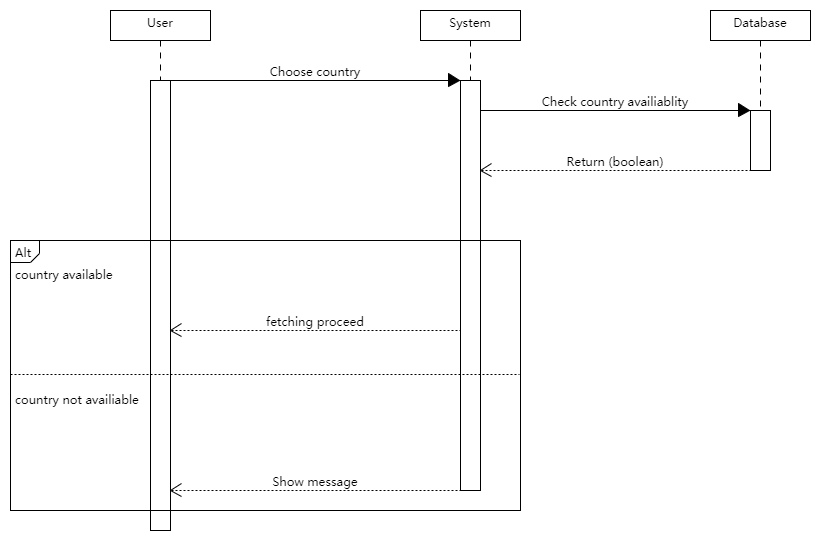 User
System
Database
Choose country
Check country availiablity
Return (boolean)
Alt
country available
fetching proceed
country not availiable
Show message